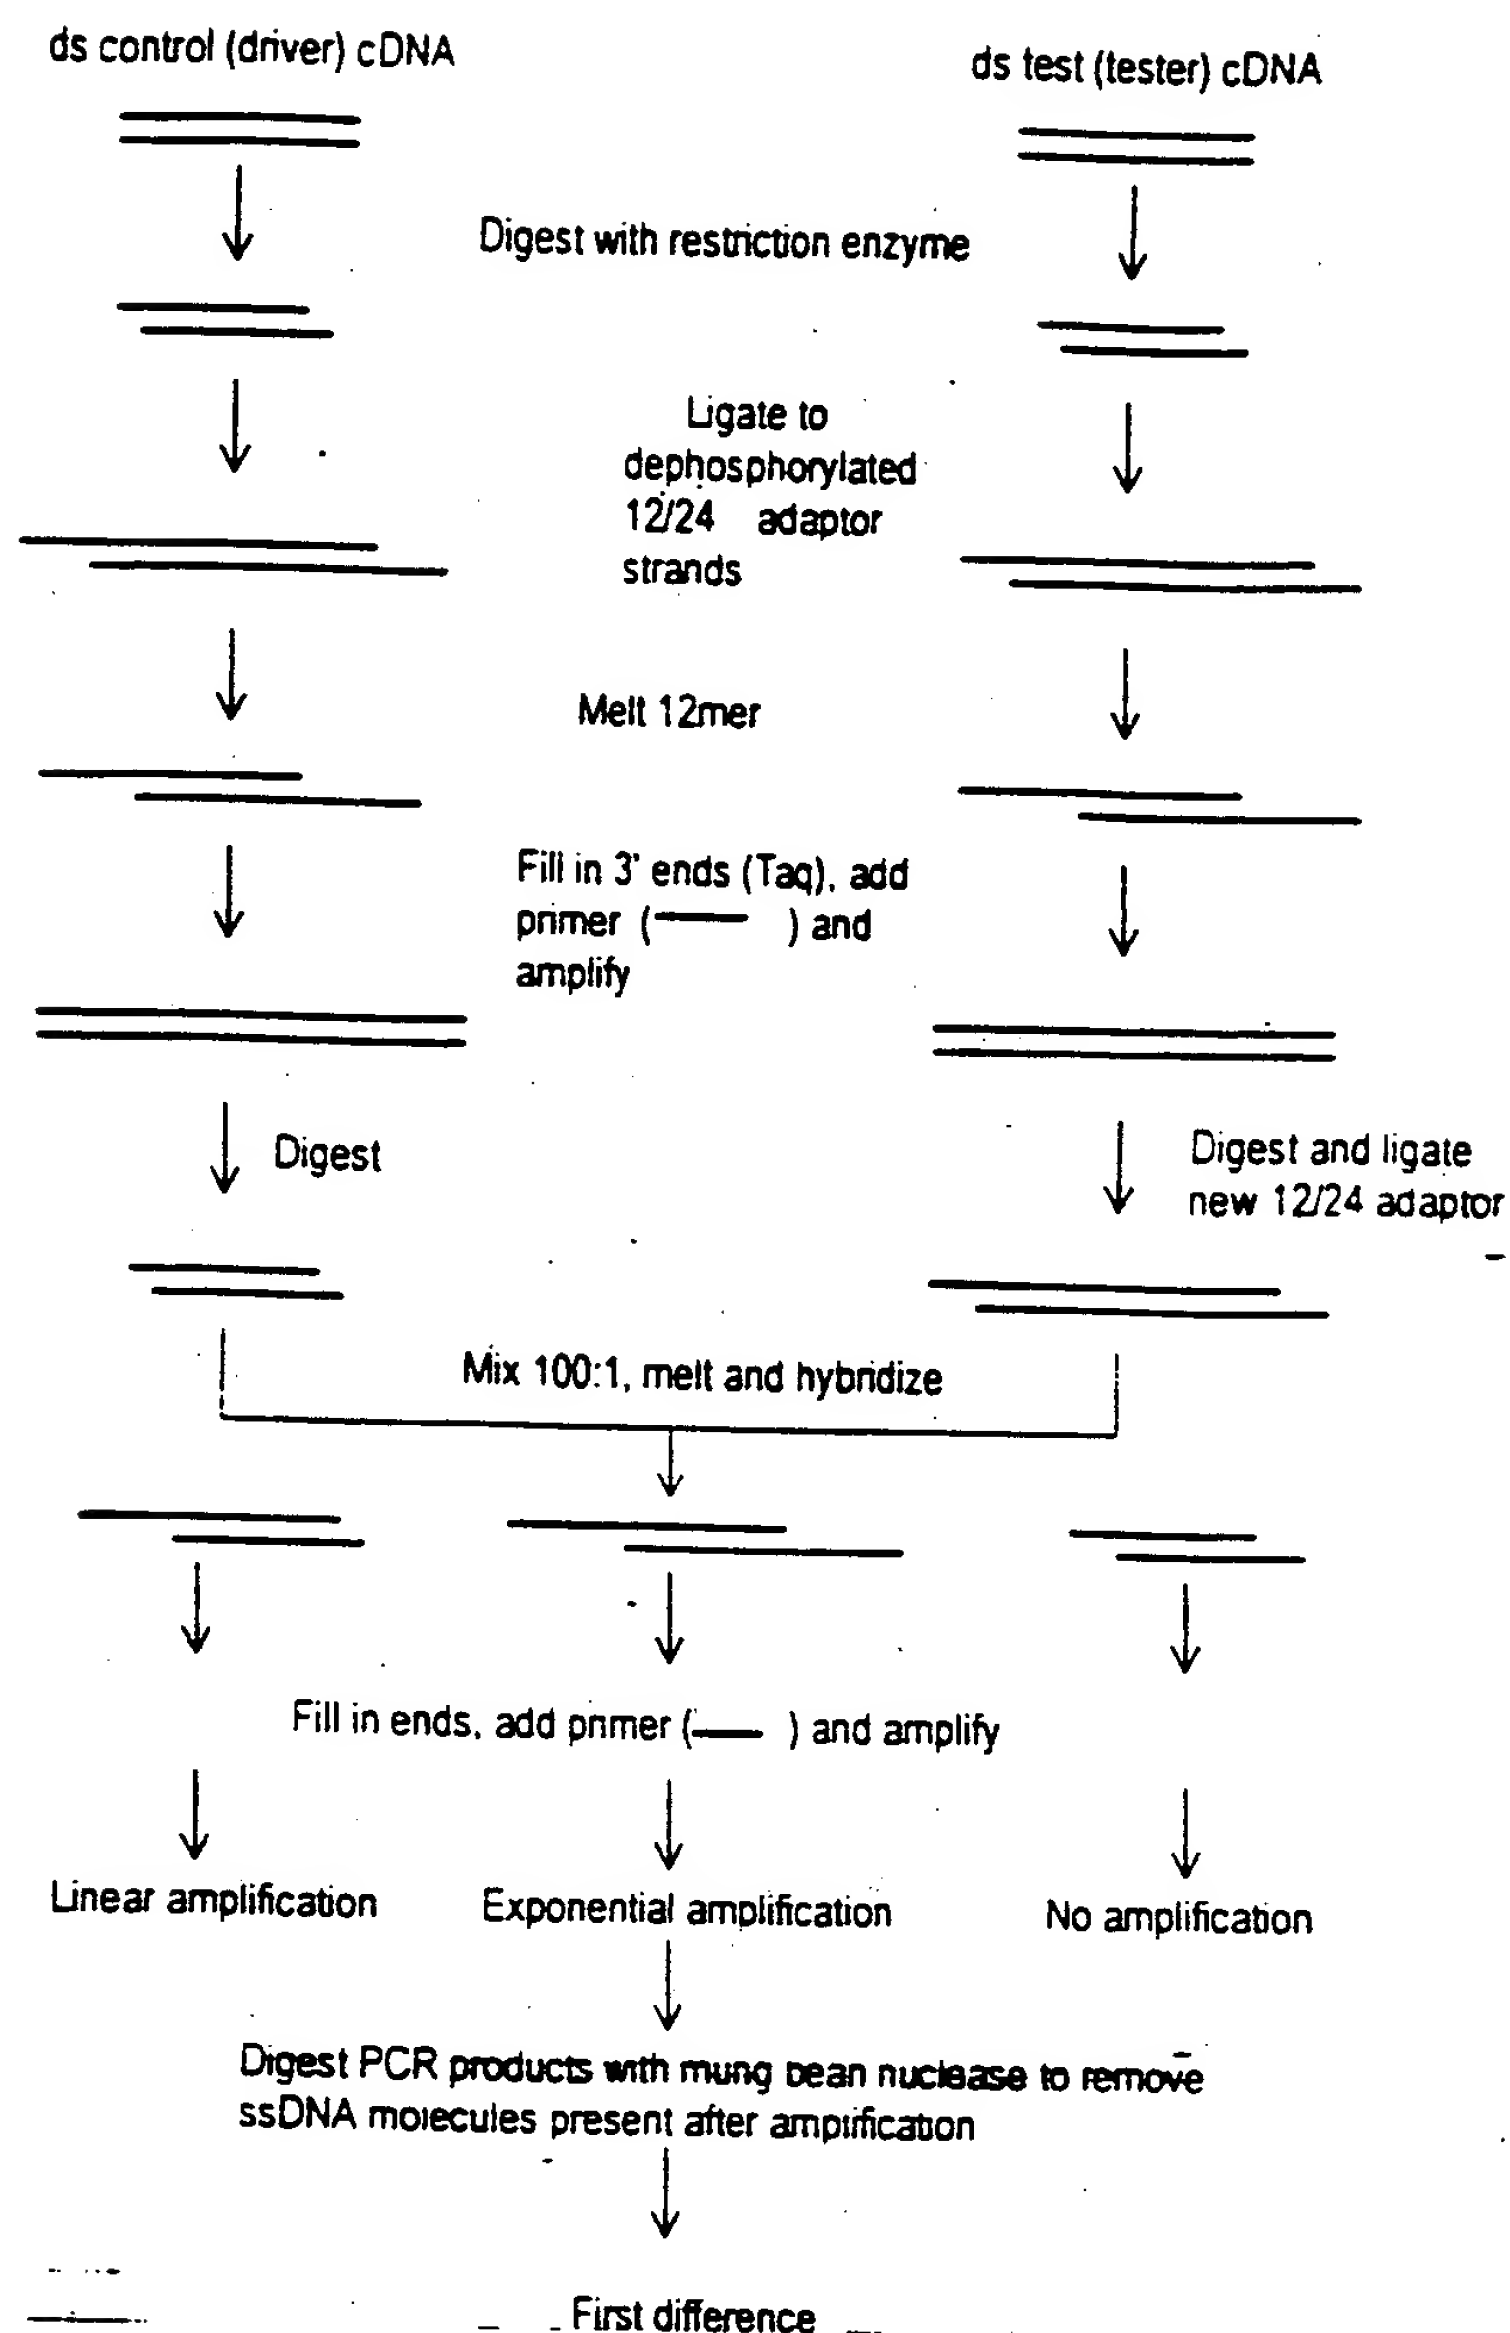 ds control (driver) cDNA
ds test (tester) cDNA
Digest with restriction enzyme
Ligate to
dephosphorylated
12/24 adaptor
strands
Melt 12mer
Fill in 3' ends (Taq), add
primer ( ) and
amplify
Digest
Digest and ligate
new 12/24 adaptor
Mix 100:1, melt and hybridize
Fill in ends, add primer ( ) and amplify
Linear amplification
Exponential amplification
No amplification
Digest PCR products with mung bean nuclease to remove
ssDNA molecules present after amplification
First difference